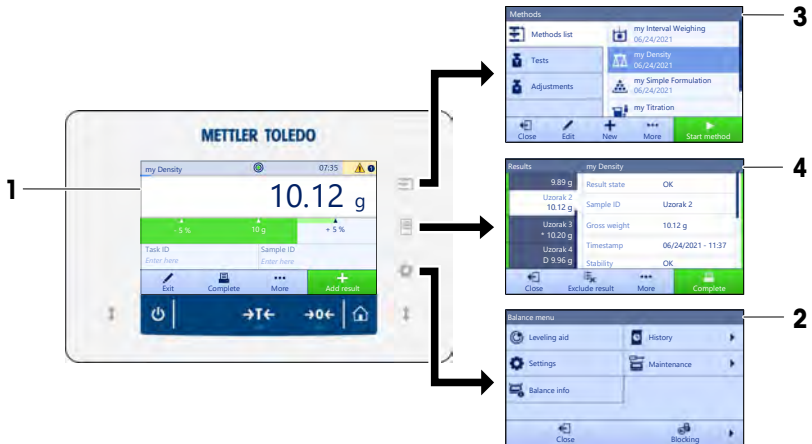 1
METTLER TOLEDO
my Density
07:35
10.12 g
- 5 %
10 g
+ 5 %
Task ID
Sample ID
Enter here
Enter here
Exit
Complete
More
Add result
→T←
→0←
3
Methods
Methods list
Tests
Adjustments
my Interval Weighing
06/24/2021
my Density
06/24/2021
my Simple Formulation
06/24/2021
my Titration
Close
Edit
New
More
Start method
4
Results
my Density
9.89 g
Uzorak 2
10.12 g
Uzorak 3
* 10.20 g
Uzorak 4
D 9.96 g
Result state OK
Sample ID Uzorak 2
Gross weight 10.12 g
Timestamp 06/24/2021 - 11:37
Stability OK
Close
Exclude result
More
Complete
2
Balance menu
Leveling aid
History
Settings
Maintenance
Balance info
Close
Blocking